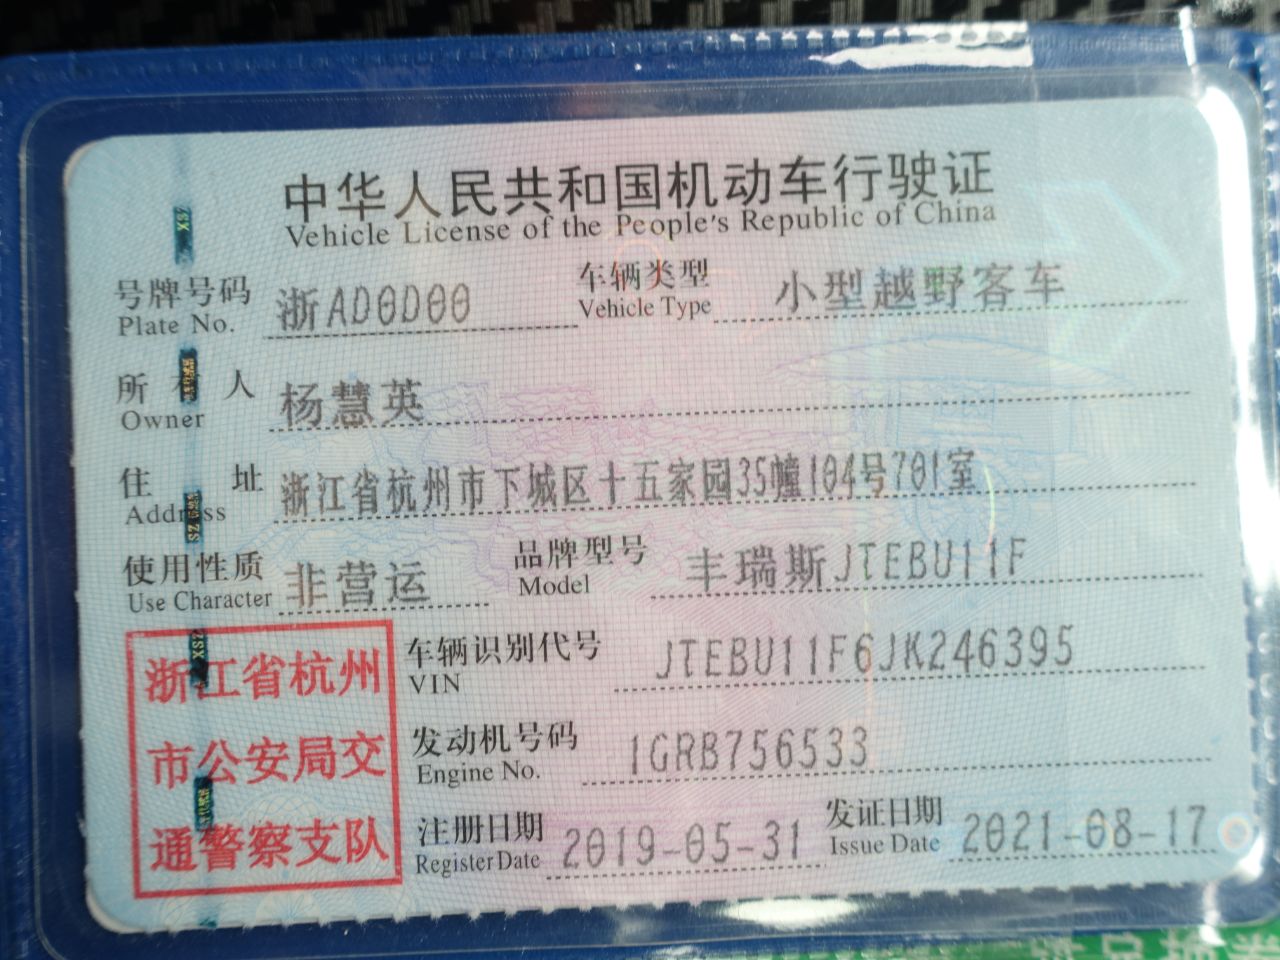 中华人民共和国机动车行驶证
Vehicle License of the People's Republic of China
号牌号码 浙AD0D00 车辆类型 小型越野客车
Plate No. Vehicle Type
所有人 杨慧英
Owner
住址 浙江省杭州市下城区十五家园35幢104号701室
Address
使用性质 非营运 品牌型号 丰瑞斯JTEBU11F
Use Character Model
浙江省杭州
市公安局交
通警察支队
车辆识别代号 JTEBU11F6JK246395
VIN
发动机号码 1GRB756533
Engine No.
注册日期 2019-05-31 发证日期 2021-08-17
Register Date Issue Date